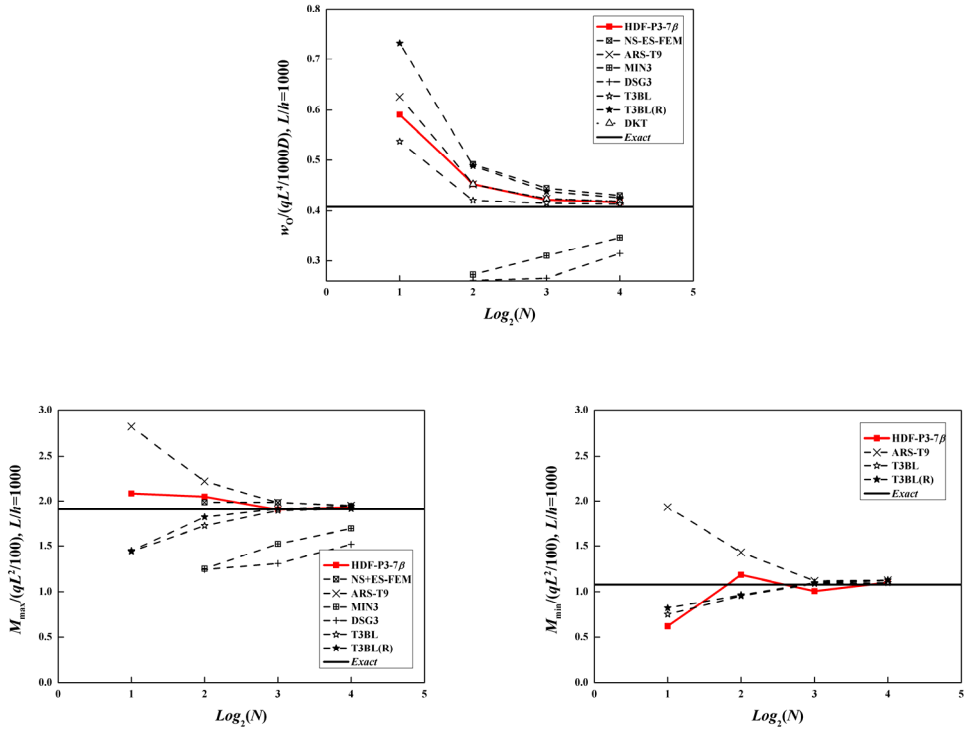 0.8
0.7
0.6
0.5
0.4
0.3
w_O/(qL^4/1000D), L/h=1000
HDF-P3-7β
NS-ES-FEM
ARS-T9
MIN3
DSG3
T3BL
T3BL(R)
DKT
Exact
0 1 2 3 4 5
Log_2(N)
3.0
2.5
2.0
1.5
1.0
0.5
0.0
M_max/(qL^2/100), L/h=1000
HDF-P3-7β
NS+ES-FEM
ARS-T9
MIN3
DSG3
T3BL
T3BL(R)
Exact
0 1 2 3 4 5
Log_2(N)
3.0
2.5
2.0
1.5
1.0
0.5
0.0
M_min/(qL^2/100), L/h=1000
HDF-P3-7β
ARS-T9
T3BL
T3BL(R)
Exact
0 1 2 3 4 5
Log_2(N)